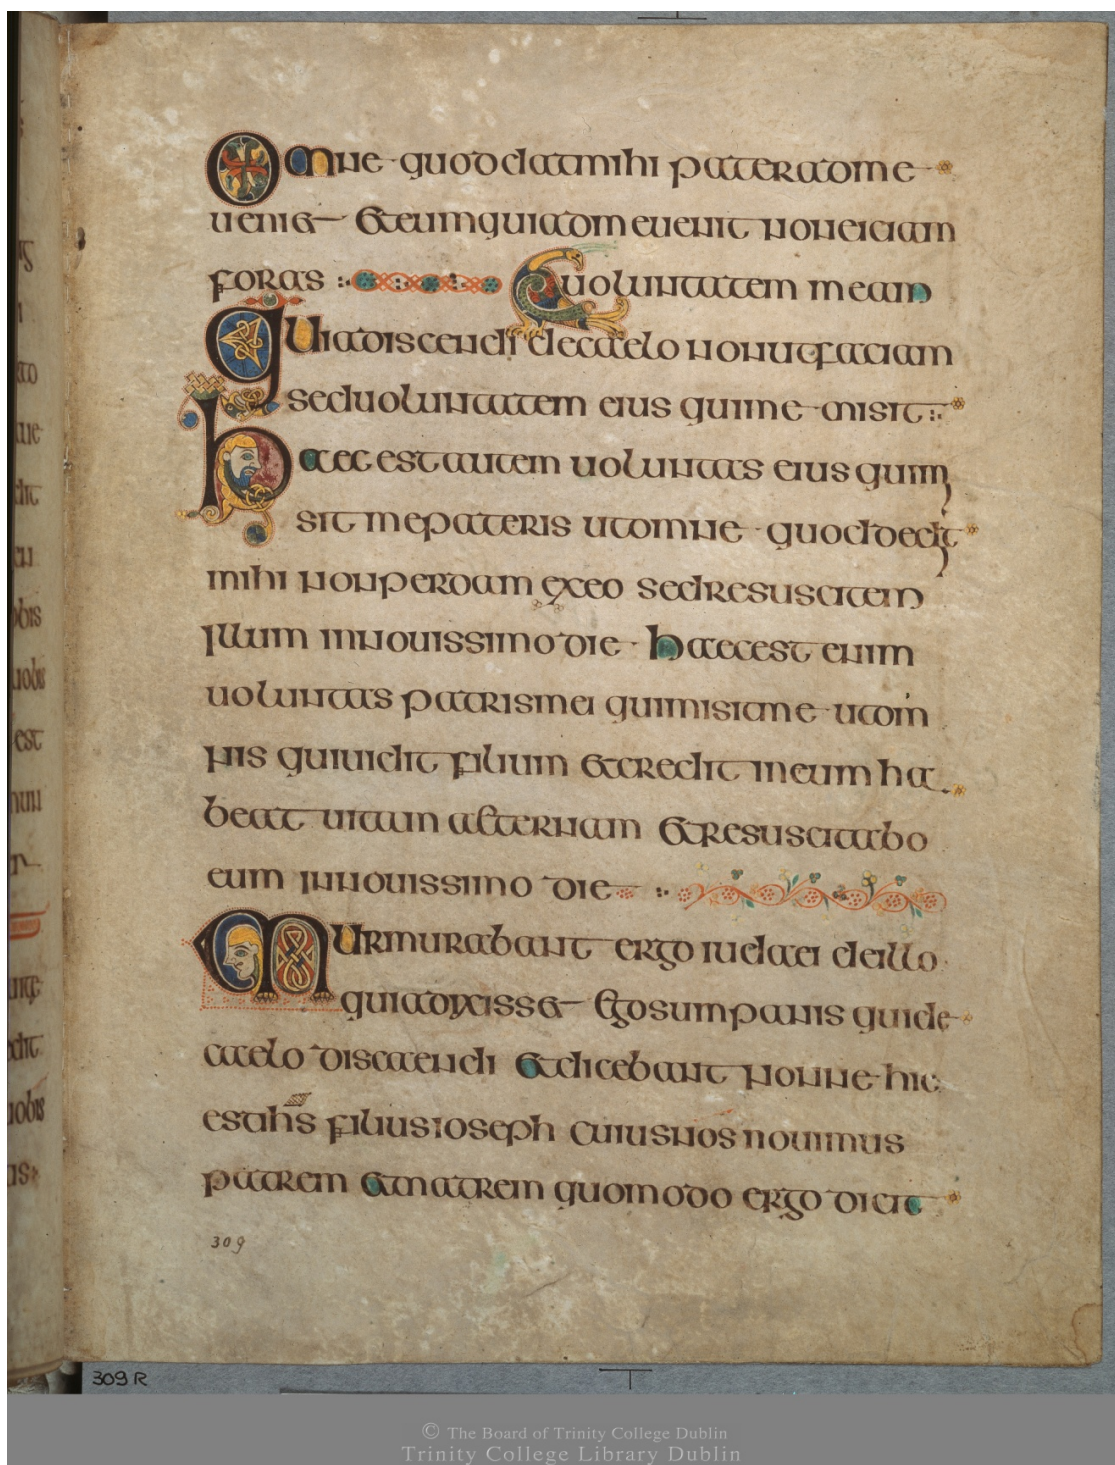 Omne quod dat mihi pater ad me
ueniet et eum qui ad me uenit non eiciam
foras :· uoluntatem meam
quia discendi de caelo non ut faciam
sed uoluntatem eius qui me misit :·
haec est autem uoluntas eius qui m
sit me pateris ut omne quod dedit
mihi non perdam ex eo sed resuscitem
illum in nouissimo die · haec est enim
uoluntas patris mei qui misit me ut om
nis qui uidit filium et credit in eum ha
beat uitam aeternam et resuscitabo
eum in nouissimo die
Murmurabant ergo iudaei de illo
quia dixisset ego sum panis qui de
caelo discendi et dicebant nonne hic
est ihs filius ioseph cuius nos nouimus
patrem et matrem quomodo ergo dicit
309
309 R
© The Board of Trinity College Dublin
Trinity College Library Dublin